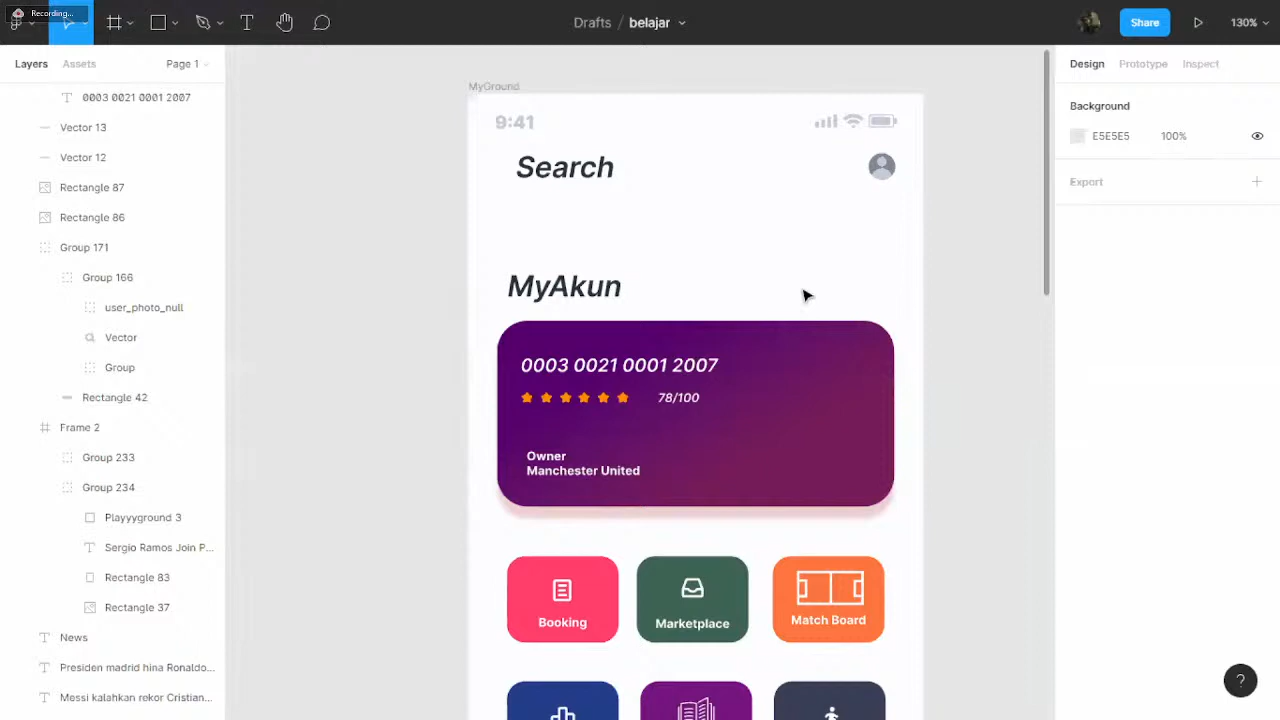 Recording...
Drafts / belajar
Share
130%
Layers
Assets
Page 1
Design
Prototype
Inspect
0003 0021 0001 2007
Vector 13
Vector 12
Rectangle 87
Rectangle 86
Group 171
Group 166
user_photo_null
Vector
Group
Rectangle 42
Frame 2
Group 233
Group 234
Playyyground 3
Sergio Ramos Join P...
Rectangle 83
Rectangle 37
News
Presiden madrid hina Ronaldo...
Messi kalahkan rekor Cristian...
MyGround
9:41
Search
MyAkun
0003 0021 0001 2007
78/100
Owner
Manchester United
Booking
Marketplace
Match Board
Background
E5E5E5 100%
Export
?